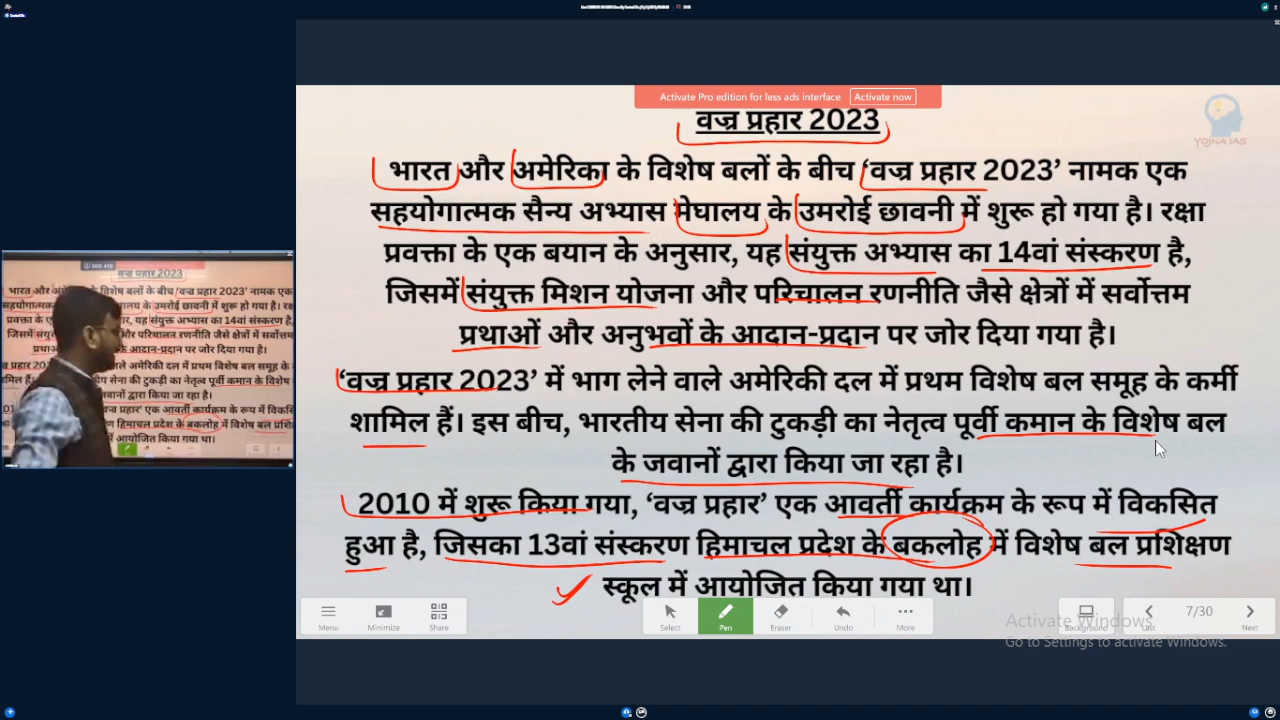 Activate Pro edition for less ads interface Activate now
वज्र प्रहार 2023
YOJNA IAS
भारत और अमेरिका के विशेष बलों के बीच ‘वज्र प्रहार 2023’ नामक एक
सहयोगात्मक सैन्य अभ्यास मेघालय के उमरोई छावनी में शुरू हो गया है। रक्षा
प्रवक्ता के एक बयान के अनुसार, यह संयुक्त अभ्यास का 14वां संस्करण है,
जिसमें संयुक्त मिशन योजना और परिचालन रणनीति जैसे क्षेत्रों में सर्वोत्तम
प्रथाओं और अनुभवों के आदान-प्रदान पर जोर दिया गया है।
‘वज्र प्रहार 2023’ में भाग लेने वाले अमेरिकी दल में प्रथम विशेष बल समूह के कर्मी
शामिल हैं। इस बीच, भारतीय सेना की टुकड़ी का नेतृत्व पूर्वी कमान के विशेष बल
के जवानों द्वारा किया जा रहा है।
2010 में शुरू किया गया, ‘वज्र प्रहार’ एक आवर्ती कार्यक्रम के रूप में विकसित
हुआ है, जिसका 13वां संस्करण हिमाचल प्रदेश के बकलोह में विशेष बल प्रशिक्षण
स्कूल में आयोजित किया गया था।
Menu Minimize Share Select Pen Eraser Undo More Background Last 7/30 Next
Activate Windows
Go to Settings to activate Windows.